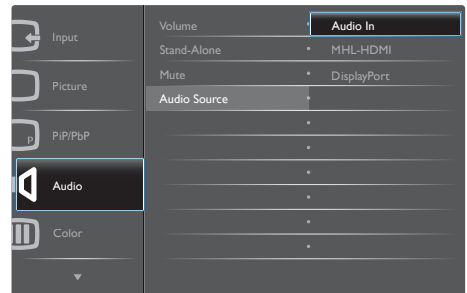 Input
Picture
P
PiP/PbP
Audio
Color
Volume
Stand-Alone
Mute
Audio Source
Audio In
MHL-HDMI
DisplayPort